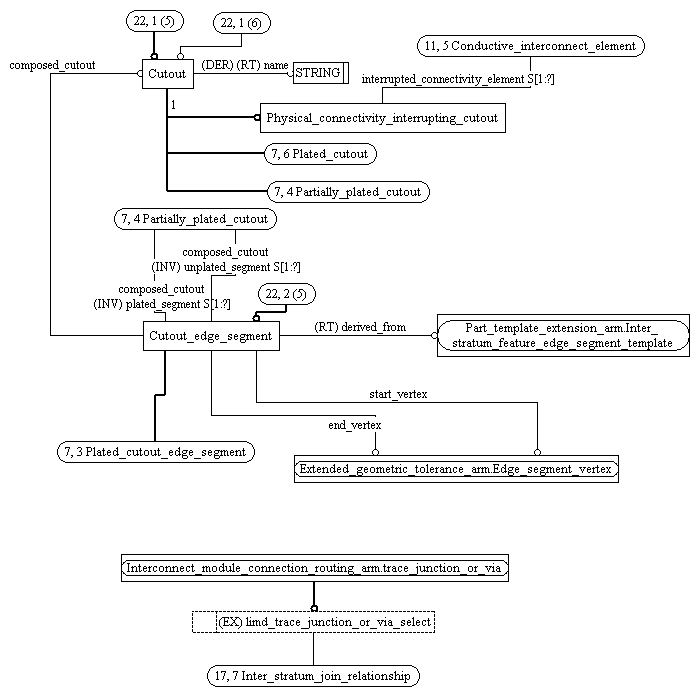 22, 1 (5)
22, 1 (6)
11, 5 Conductive_interconnect_element
composed_cutout
Cutout
(DER) (RT) name
STRING
interrupted_connectivity_element S[1:?]
1
Physical_connectivity_interrupting_cutout
7, 6 Plated_cutout
7, 4 Partially_plated_cutout
7, 4 Partially_plated_cutout
composed_cutout
(INV) unplated_segment S[1:?]
composed_cutout
(INV) plated_segment S[1:?]
22, 2 (5)
Cutout_edge_segment
(RT) derived_from
Part_template_extension_arm.Inter_
stratum_feature_edge_segment_template
start_vertex
end_vertex
7, 3 Plated_cutout_edge_segment
Extended_geometric_tolerance_arm.Edge_segment_vertex
Interconnect_module_connection_routing_arm.trace_junction_or_via
(EX) limd_trace_junction_or_via_select
17, 7 Inter_stratum_join_relationship